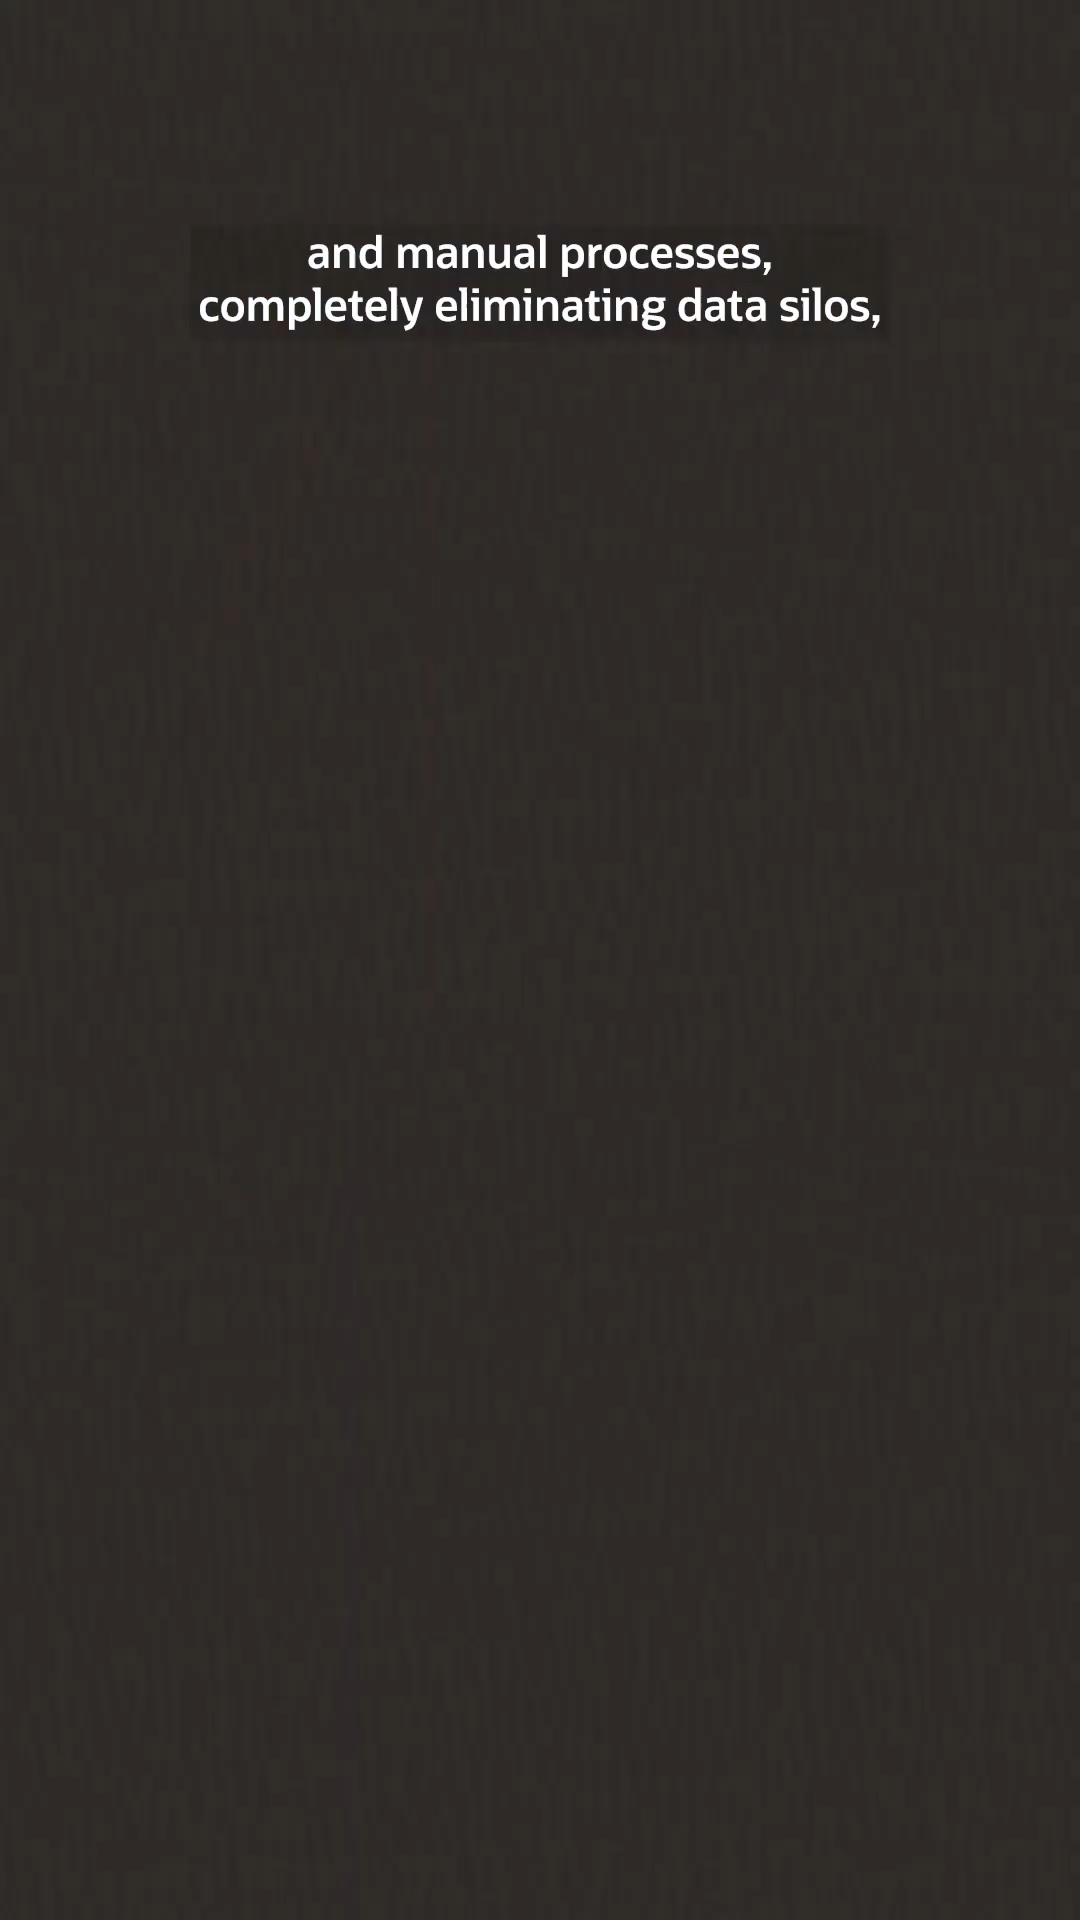 and manual processes,
completely eliminating data silos,